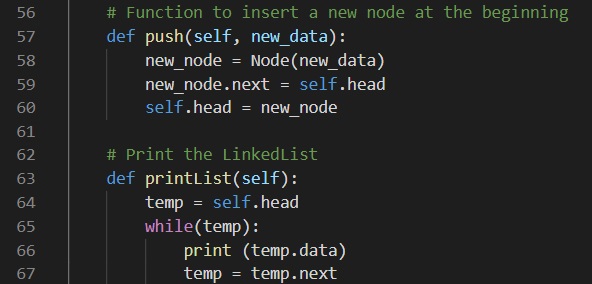 56 # Function to insert a new node at the beginning
57 def push(self, new_data):
58 new_node = Node(new_data)
59 new_node.next = self.head
60 self.head = new_node
61
62 # Print the LinkedList
63 def printList(self):
64 temp = self.head
65 while(temp):
66 print (temp.data)
67 temp = temp.next